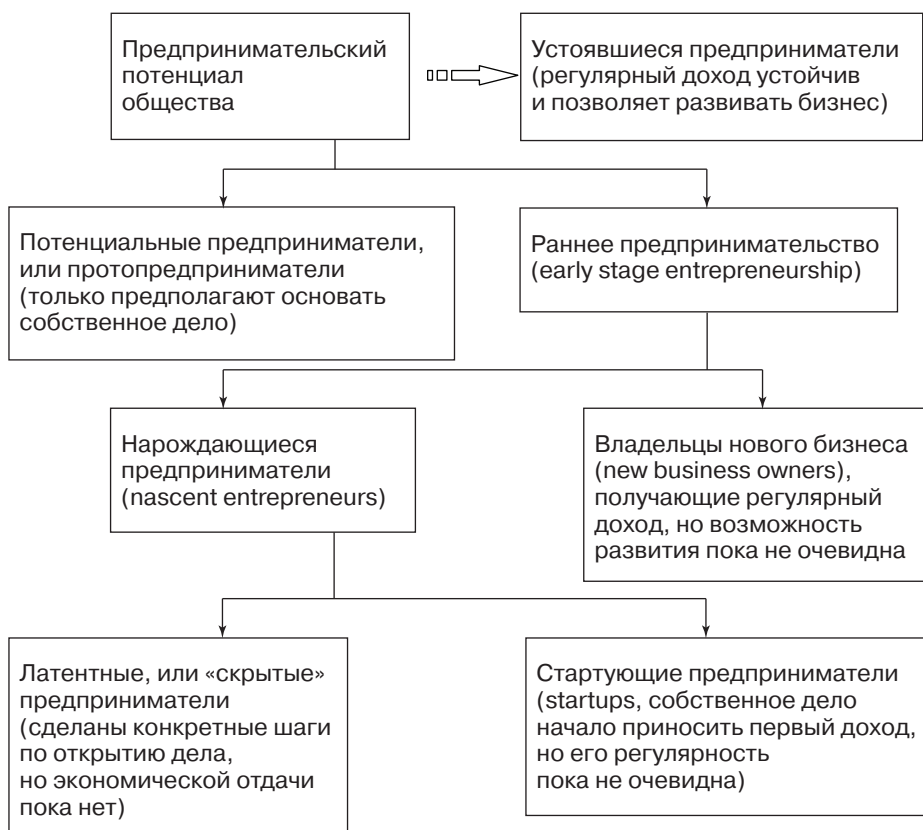 Предпринимательский
потенциал
общества
Устоявшиеся предприниматели
(регулярный доход устойчив
и позволяет развивать бизнес)
Потенциальные предприниматели,
или протопредприниматели
(только предполагают основать
собственное дело)
Раннее предпринимательство
(early stage entrepreneurship)
Нарождающиеся
предприниматели
(nascent entrepreneurs)
Владельцы нового бизнеса
(new business owners),
получающие регулярный
доход, но возможность
развития пока не очевидна
Латентные, или «скрытые»
предприниматели
(сделаны конкретные шаги
по открытию дела,
но экономической отдачи
пока нет)
Стартующие предприниматели
(startups, собственное дело
начало приносить первый доход,
но его регулярность
пока не очевидна)